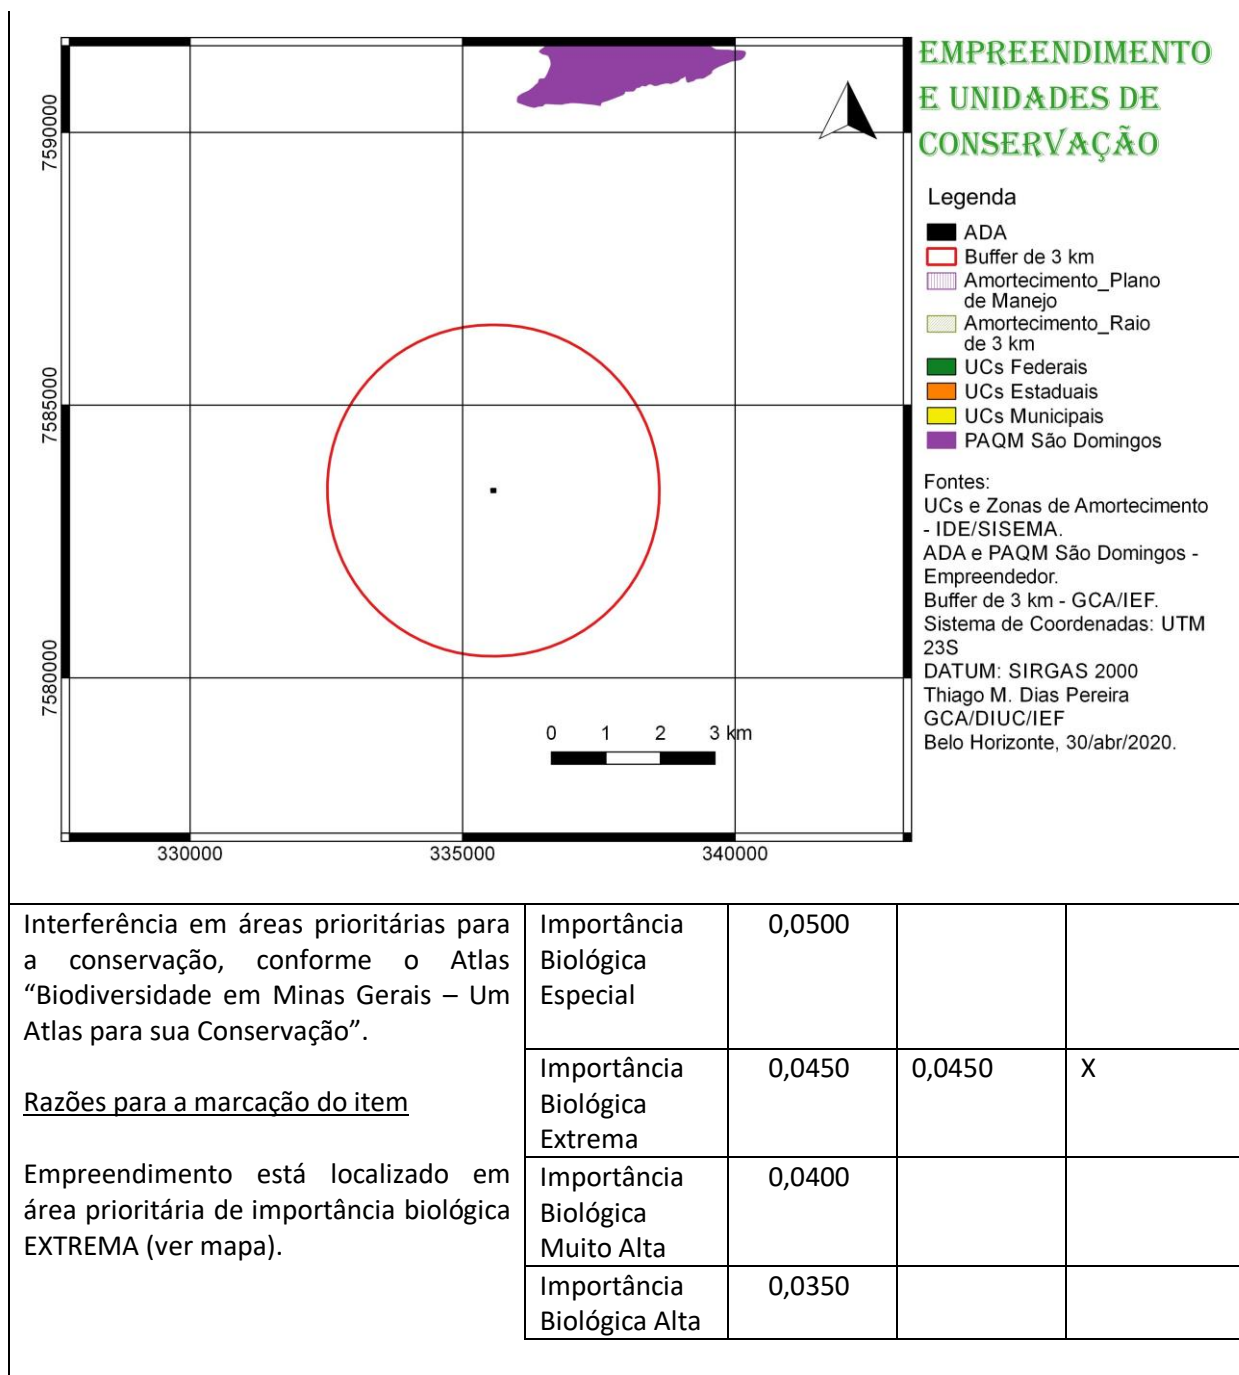 EMPREENDIMENTO
E UNIDADES DE
CONSERVAÇÃO
Legenda
ADA
Buffer de 3 km
Amortecimento_Plano
de Manejo
Amortecimento_Raio
de 3 km
UCs Federais
UCs Estaduais
UCs Municipais
PAQM São Domingos
Fontes:
UCs e Zonas de Amortecimento
- IDE/SISEMA.
ADA e PAQM São Domingos -
Empreendedor.
Buffer de 3 km - GCA/IEF.
Sistema de Coordenadas: UTM
23S
DATUM: SIRGAS 2000
Thiago M. Dias Pereira
GCA/DIUC/IEF
Belo Horizonte, 30/abr/2020.
7590000
7585000
7580000
0 1 2 3 km
330000 335000 340000
Interferência em áreas prioritárias para
a conservação, conforme o Atlas
“Biodiversidade em Minas Gerais – Um
Atlas para sua Conservação”.
Razões para a marcação do item
Empreendimento está localizado em
área prioritária de importância biológica
EXTREMA (ver mapa).
Importância
Biológica
Especial
0,0500
Importância
Biológica
Extrema
0,0450 0,0450 X
Importância
Biológica
Muito Alta
0,0400
Importância
Biológica Alta
0,0350